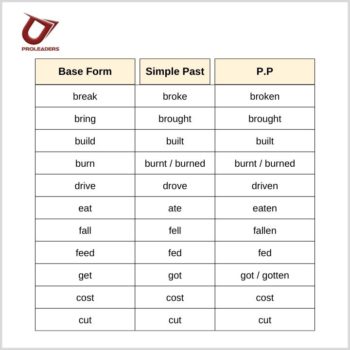 PROLEADERS
Base Form Simple Past P.P
break broke broken
bring brought brought
build built built
burn burnt / burned burnt / burned
drive drove driven
eat ate eaten
fall fell fallen
feed fed fed
get got got / gotten
cost cost cost
cut cut cut